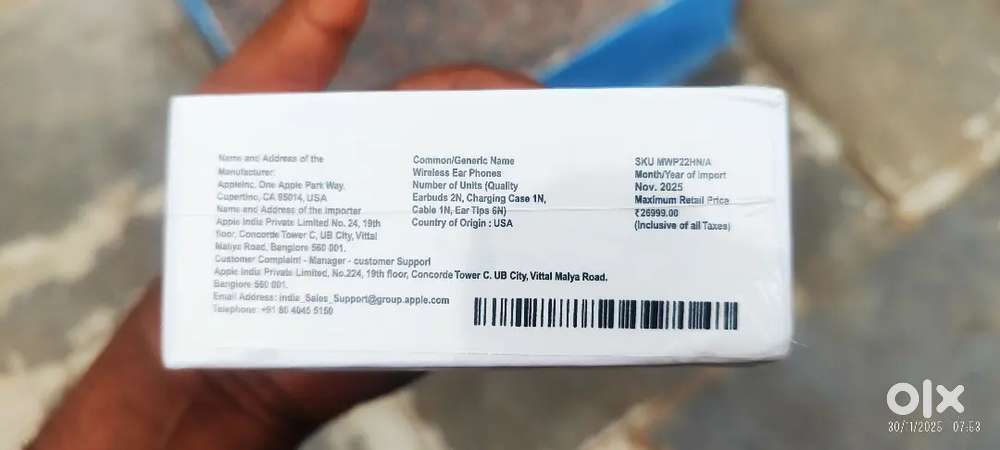 Name and Address of the
Manufacturer:
AppleInc, One Apple Park Way,
Cupertino, CA 95014, USA
Name and Address of the Importer
Apple India Private Limited No. 24, 19th
floor, Concorde Tower C, UB City, Vittal
Mallya Road, Banglore 560 001.
Customer Complaint - Manager - customer Support
Apple India Private Limited, No.224, 19th floor, Concorde Tower C. UB City, Vittal Malya Road.
Banglore 560 001.
Email Address: india_Sales_Support@group.apple.com
Telephone: +91 80 4045 5150
Common/Generic Name
Wireless Ear Phones
Number of Units (Quality
Earbuds 2N, Charging Case 1N,
Cable 1N, Ear Tips 6N)
Country of Origin : USA
SKU MWP22HN/A
Month/Year of Import
Nov. 2025
Maximum Retail Price
₹26999.00
(Inclusive of all Taxes)
olx
30/11/2025 07:53